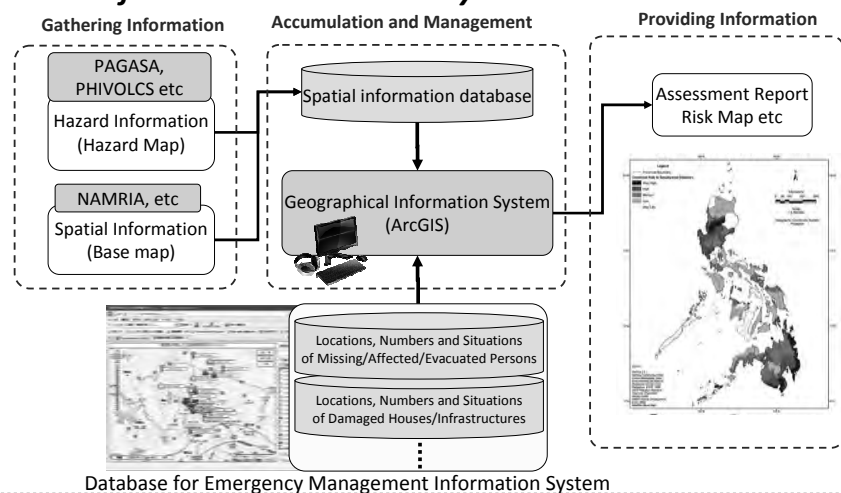 Gathering Information
Accumulation and Management
Providing Information
PAGASA,
PHIVOLCS etc
Hazard Information
(Hazard Map)
NAMRIA, etc
Spatial Information
(Base map)
Spatial information database
Geographical Information System
(ArcGIS)
Assessment Report
Risk Map etc
Locations, Numbers and Situations
of Missing/Affected/Evacuated Persons
Locations, Numbers and Situations
of Damaged Houses/Infrastructures
Database for Emergency Management Information System